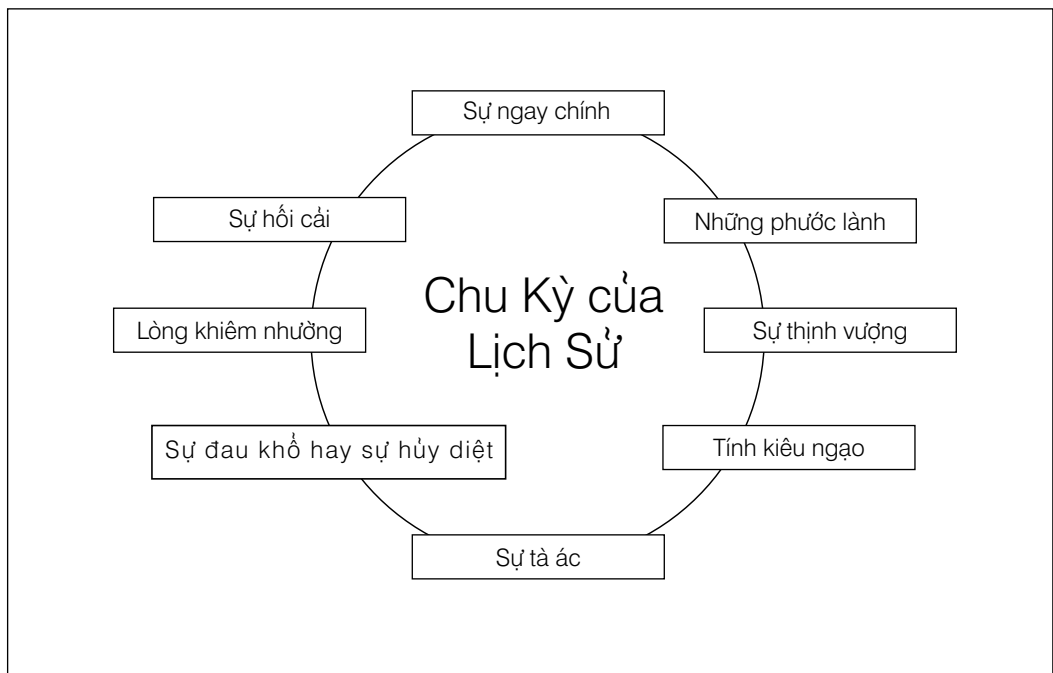 Sự ngay chính
Sự hối cải
Những phước lành
Chu Kỳ của
Lịch Sử
Lòng khiêm nhường
Sự thịnh vượng
Sự đau khổ hay sự hủy diệt
Tính kiêu ngạo
Sự tà ác